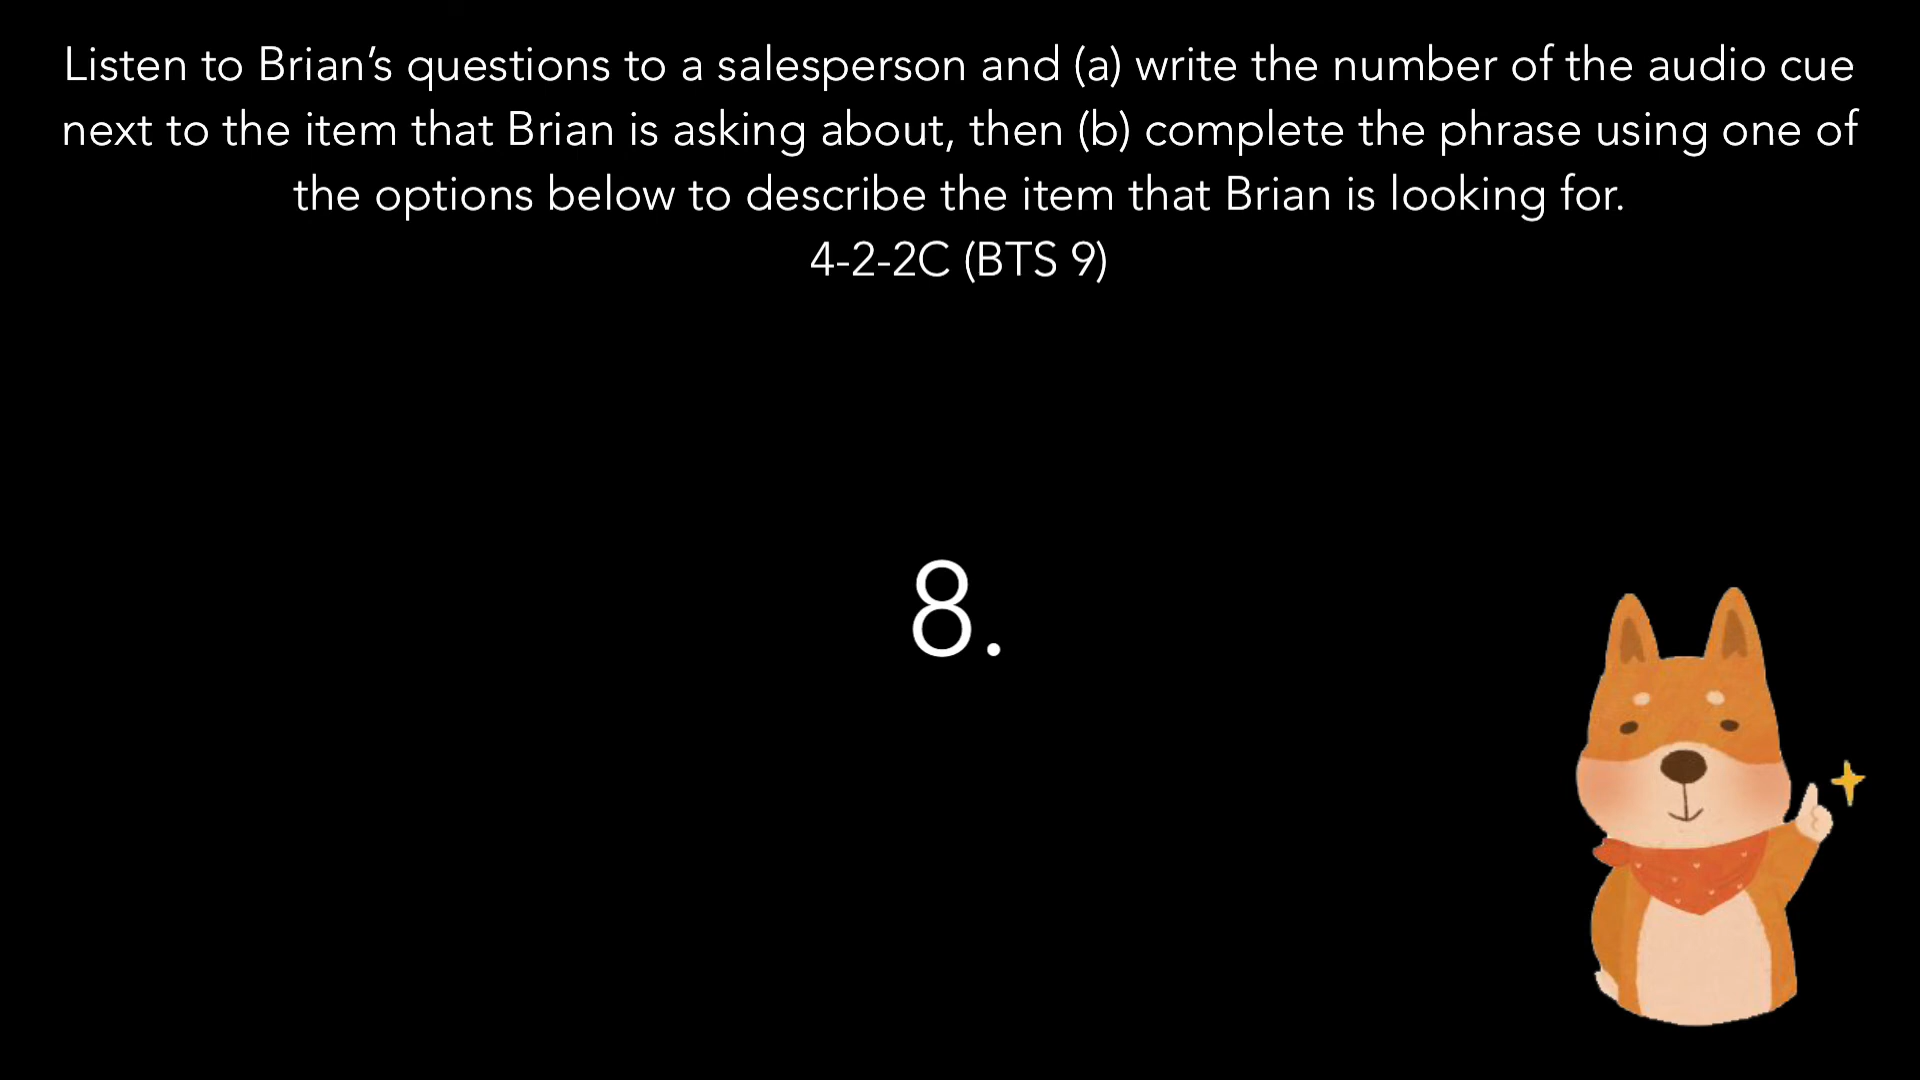 Listen to Brian’s questions to a salesperson and (a) write the number of the audio cue
next to the item that Brian is asking about, then (b) complete the phrase using one of
the options below to describe the item that Brian is looking for.
4-2-2C (BTS 9)
8.